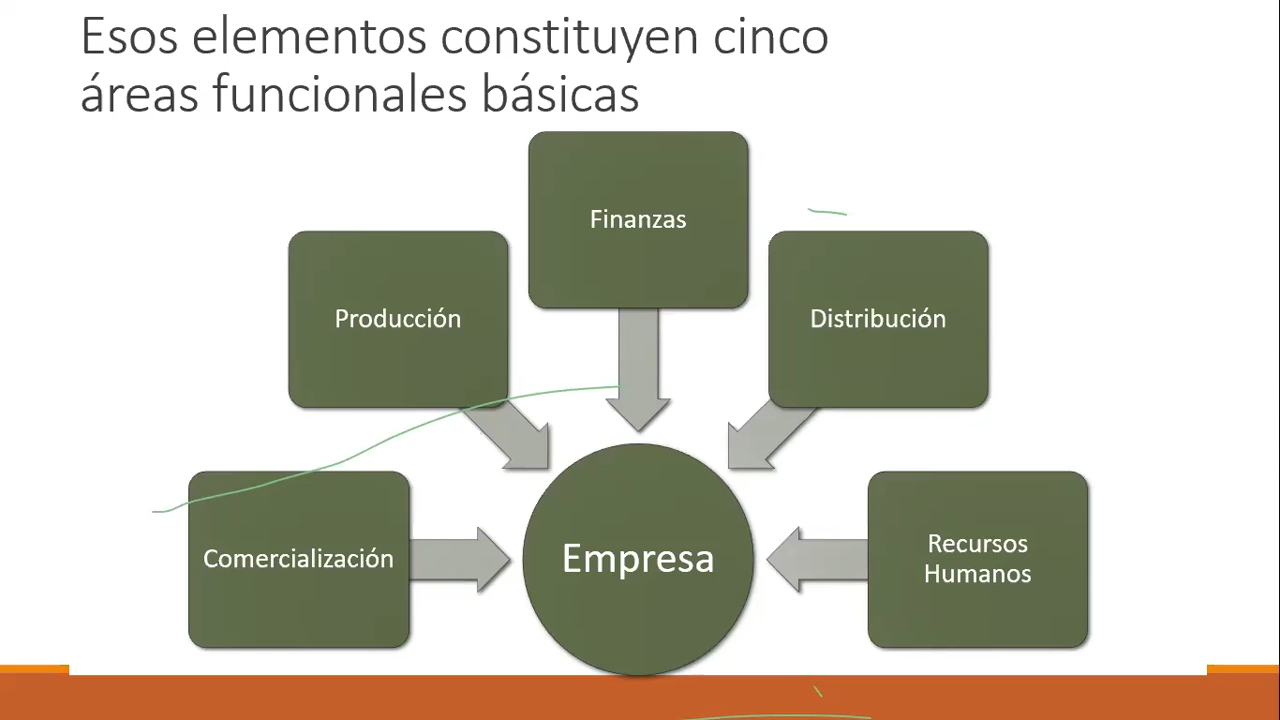 Esos elementos constituyen cinco
áreas funcionales básicas
Finanzas
Producción
Distribución
Comercialización
Empresa
Recursos
Humanos